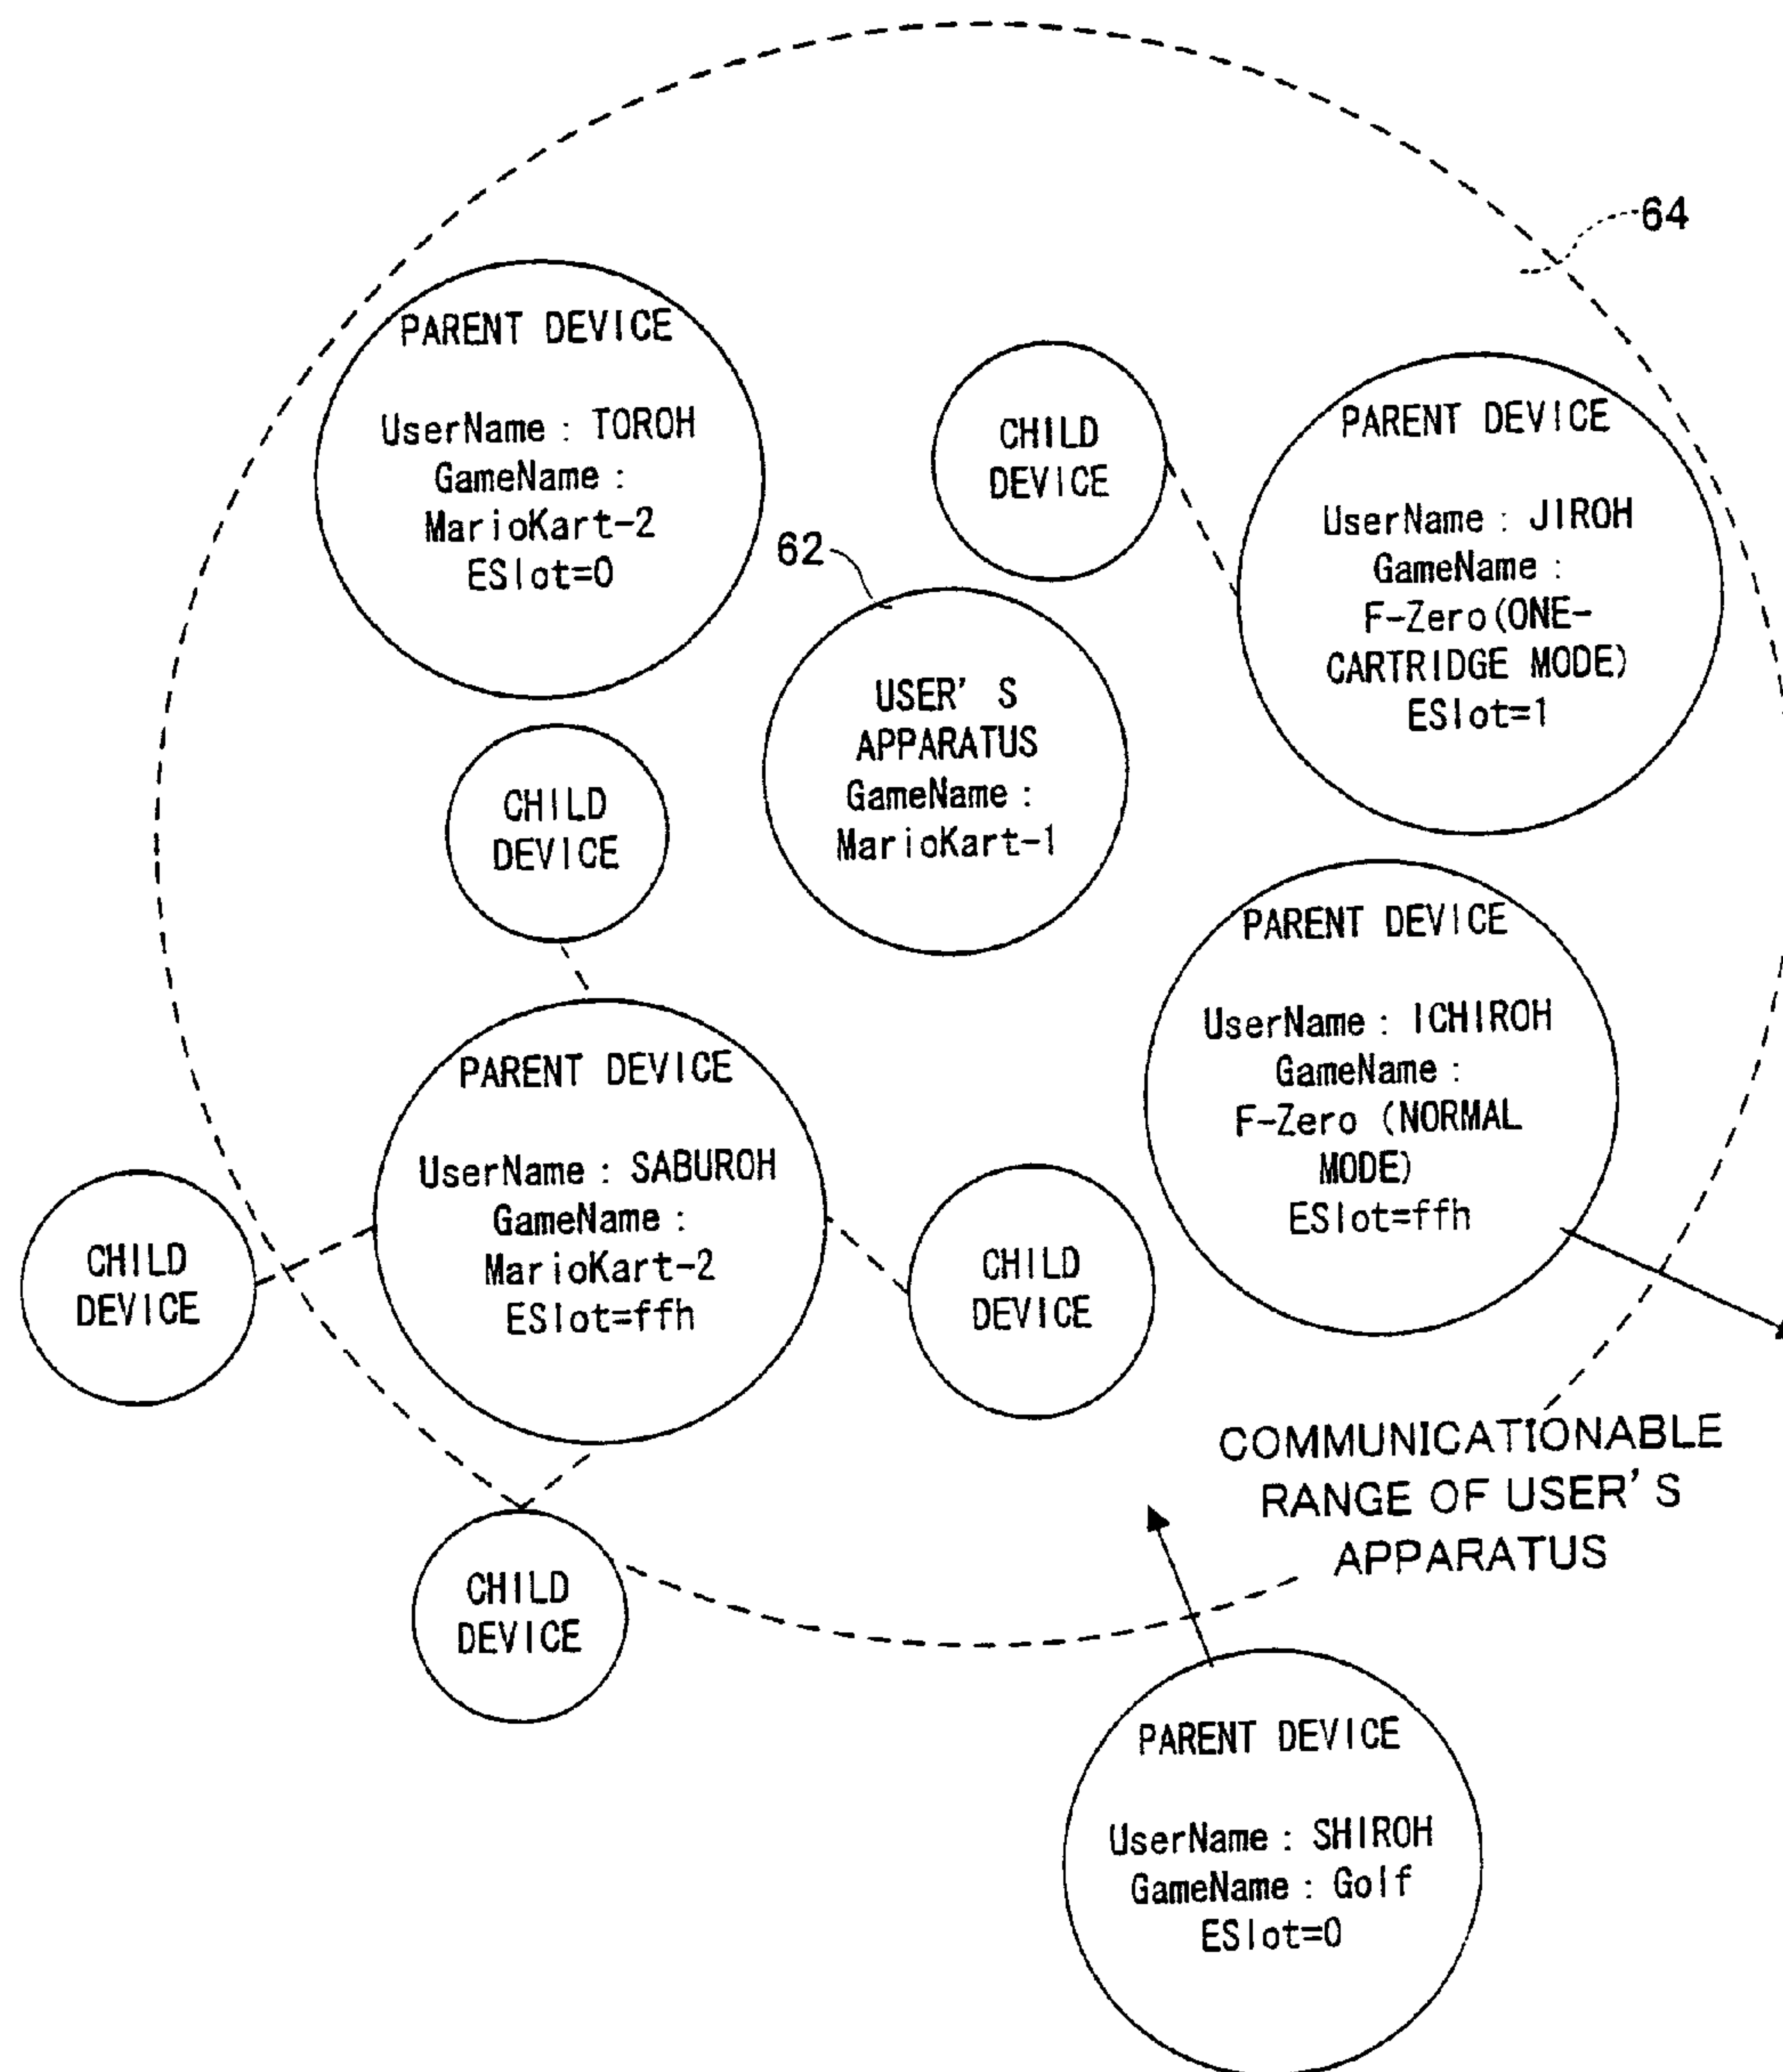 64
PARENT DEVICE
UserName : TOROH
GameName :
MarioKart-2
ESlot=0
CHILD
DEVICE
PARENT DEVICE
UserName : JIROH
GameName :
F-Zero(ONE-
CARTRIDGE MODE)
ESlot=1
62
USER'S
APPARATUS
GameName :
MarioKart-1
CHILD
DEVICE
PARENT DEVICE
UserName : ICHIROH
GameName :
F-Zero (NORMAL
MODE)
ESlot=ffh
PARENT DEVICE
UserName : SABUROH
GameName :
MarioKart-2
ESlot=ffh
CHILD
DEVICE
CHILD
DEVICE
COMMUNICATIONABLE
RANGE OF USER'S
APPARATUS
CHILD
DEVICE
PARENT DEVICE
UserName : SHIROH
GameName : Golf
ESlot=0